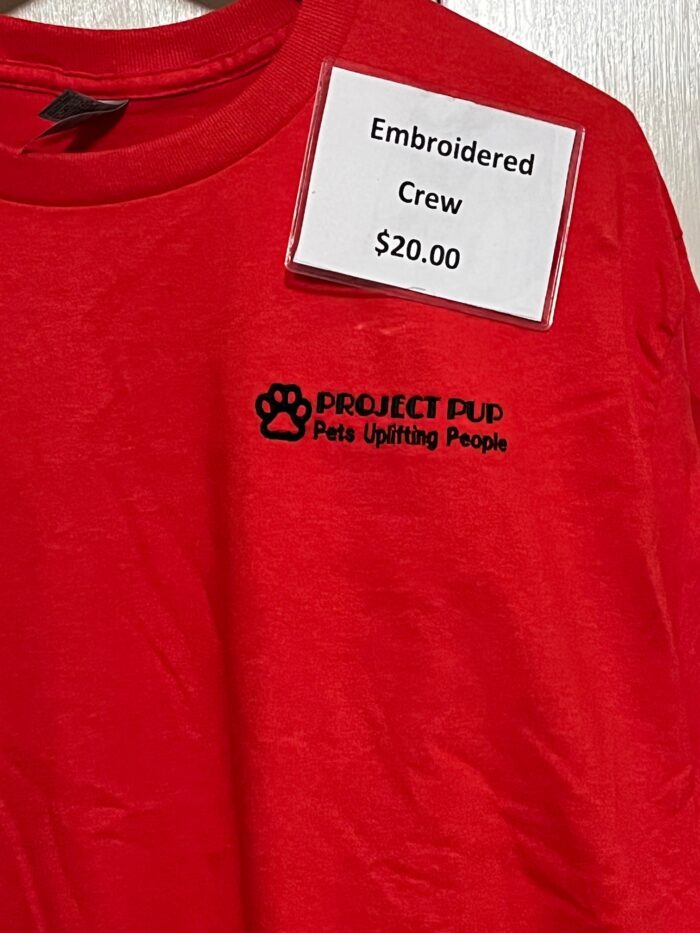 Embroidered
Crew
$20.00
PROJECT PUP
Pets Uplifting People